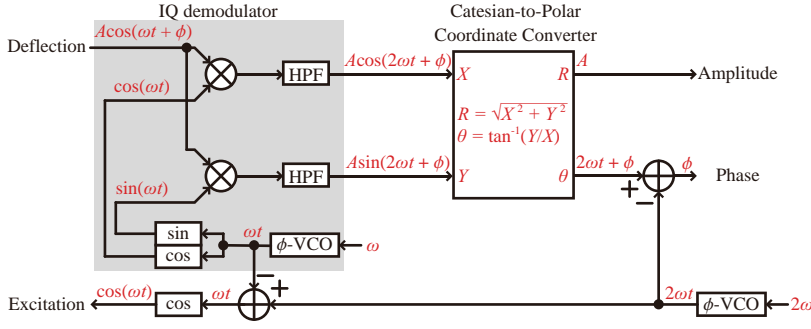 IQ demodulator
Catesian-to-Polar
Coordinate Converter
Acos(ωt + ϕ)
Deflection
cos(ωt)
HPF
Acos(2ωt + ϕ)
X
R
A
Amplitude
R = √X² + Y²
θ = tan⁻¹(Y/X)
sin(ωt)
HPF
Asin(2ωt + ϕ)
Y
θ
2ωt + ϕ
ϕ
Phase
+
−
sin
cos
ωt
ϕ-VCO
ω
−
+
Excitation
cos(ωt)
cos
ωt
2ωt
ϕ-VCO
2ω